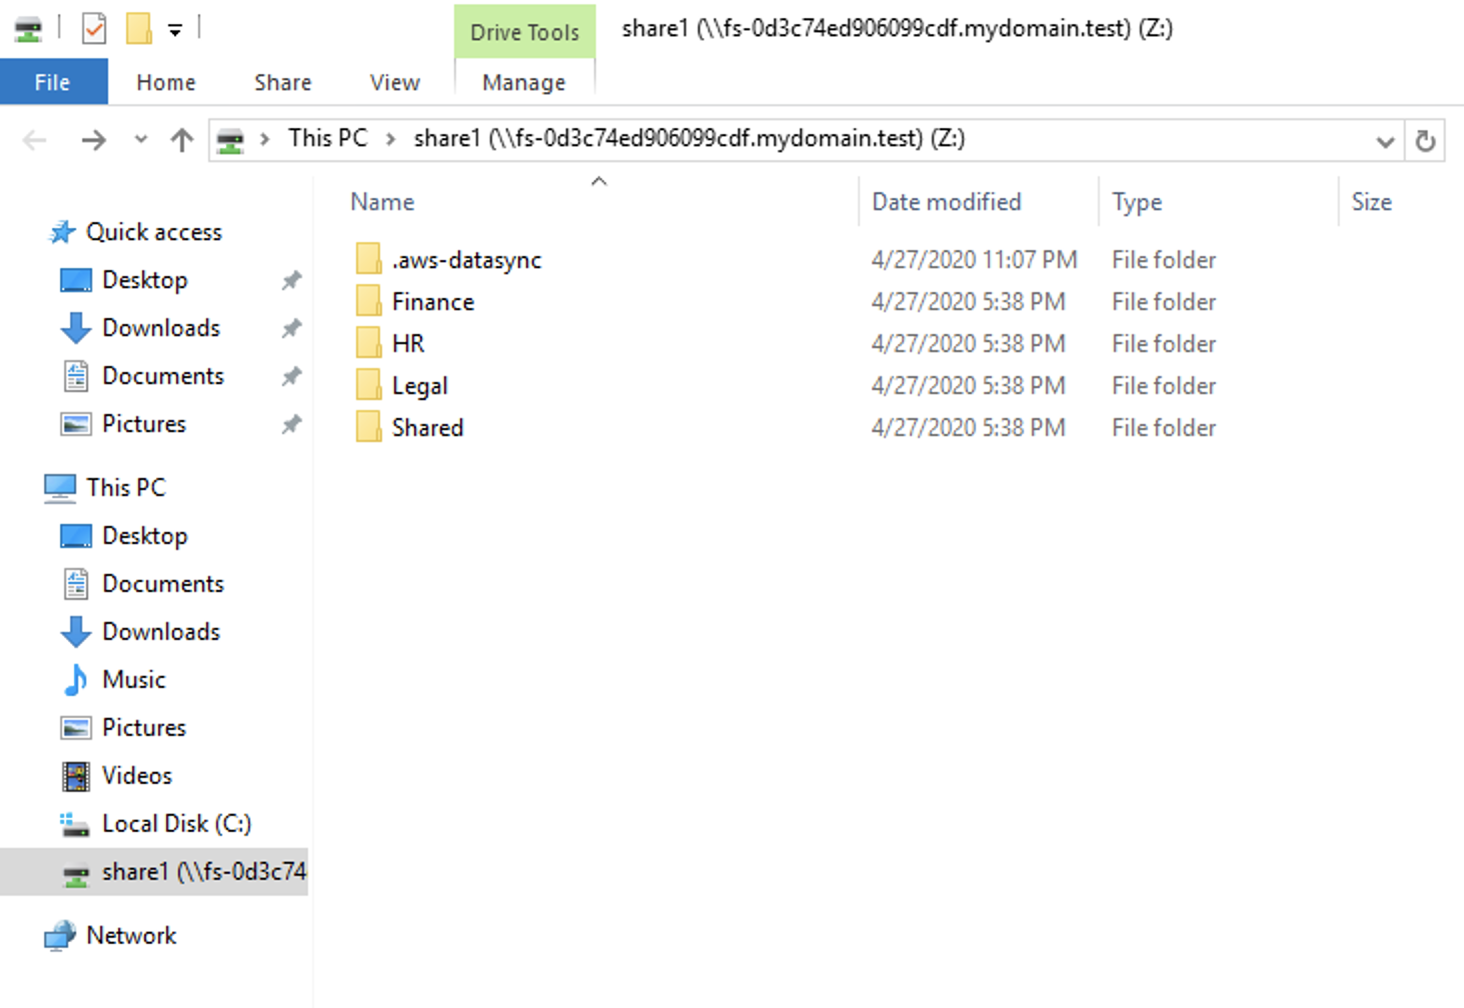 Drive Tools
share1 (\\fs-0d3c74ed906099cdf.mydomain.test) (Z:)
File Home Share View Manage
This PC share1 (\\fs-0d3c74ed906099cdf.mydomain.test) (Z:)
Name Date modified Type Size
.aws-datasync 4/27/2020 11:07 PM File folder
Finance 4/27/2020 5:38 PM File folder
HR 4/27/2020 5:38 PM File folder
Legal 4/27/2020 5:38 PM File folder
Shared 4/27/2020 5:38 PM File folder
Quick access
Desktop
Downloads
Documents
Pictures
This PC
Desktop
Documents
Downloads
Music
Pictures
Videos
Local Disk (C:)
share1 (\\fs-0d3c74
Network